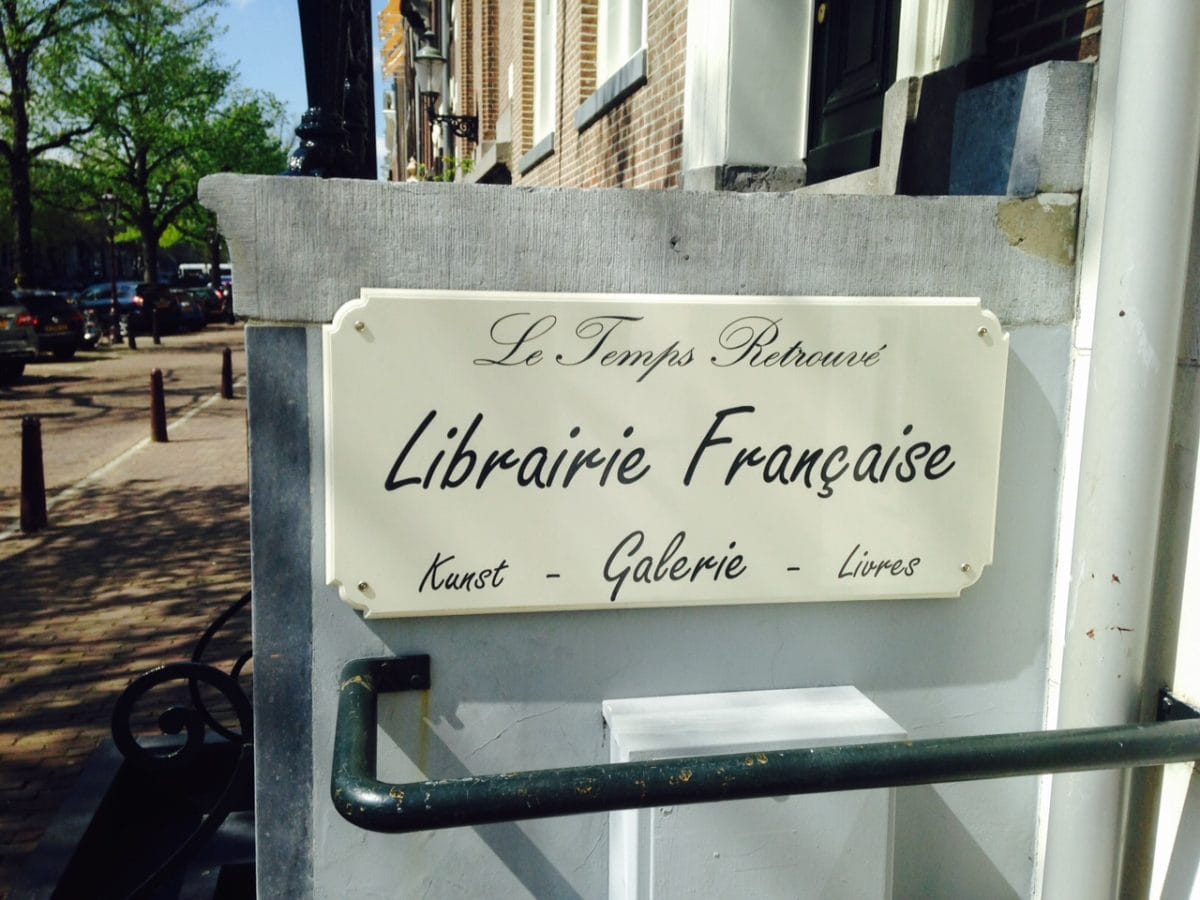 Le Temps Retrouvé
Librairie Française
Kunst - Galerie - Livres